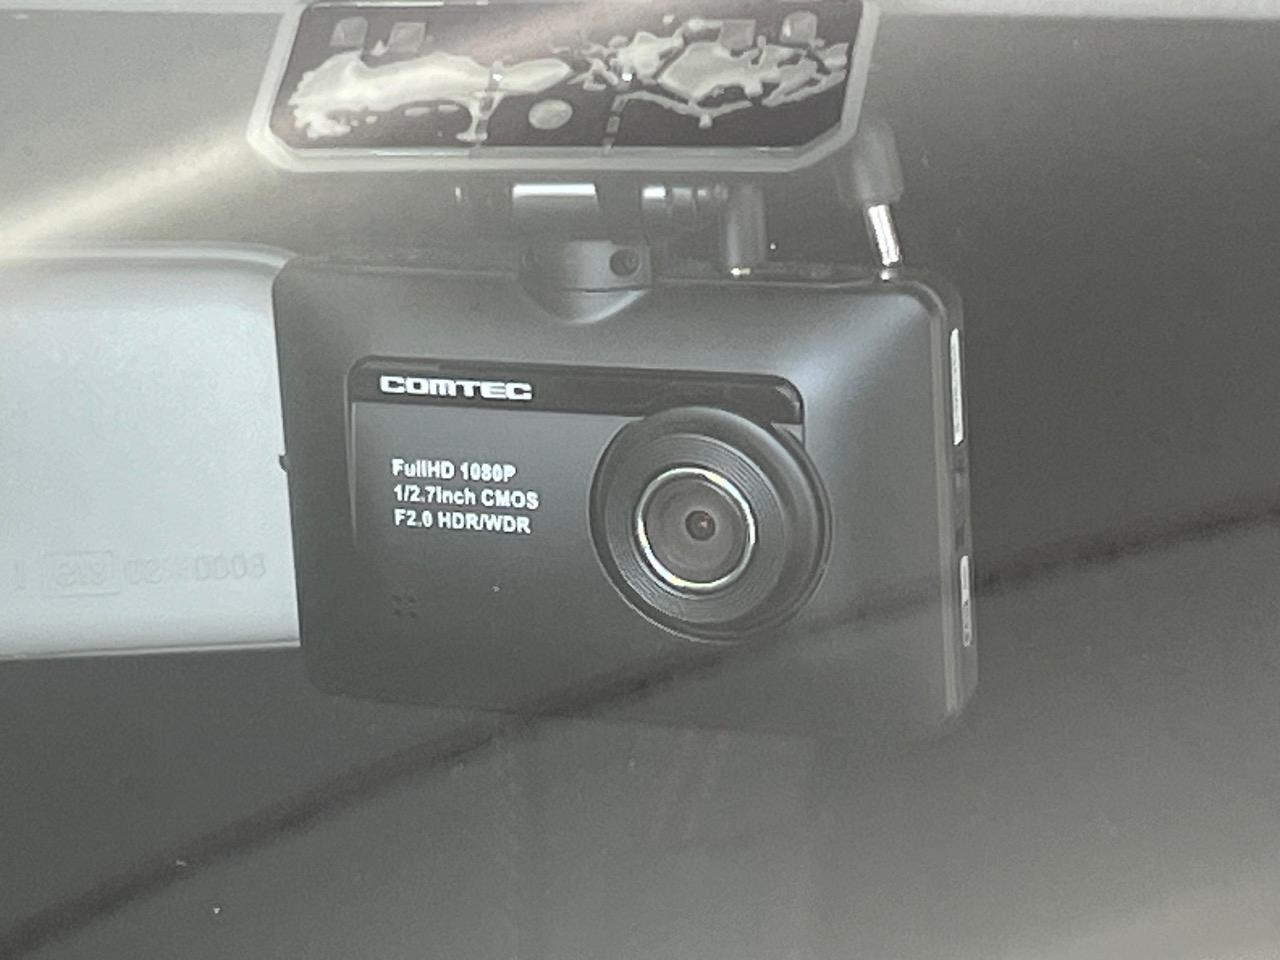 COMTEC
FullHD 1080P
1/2.7inch CMOS
F2.0 HDR/WDR